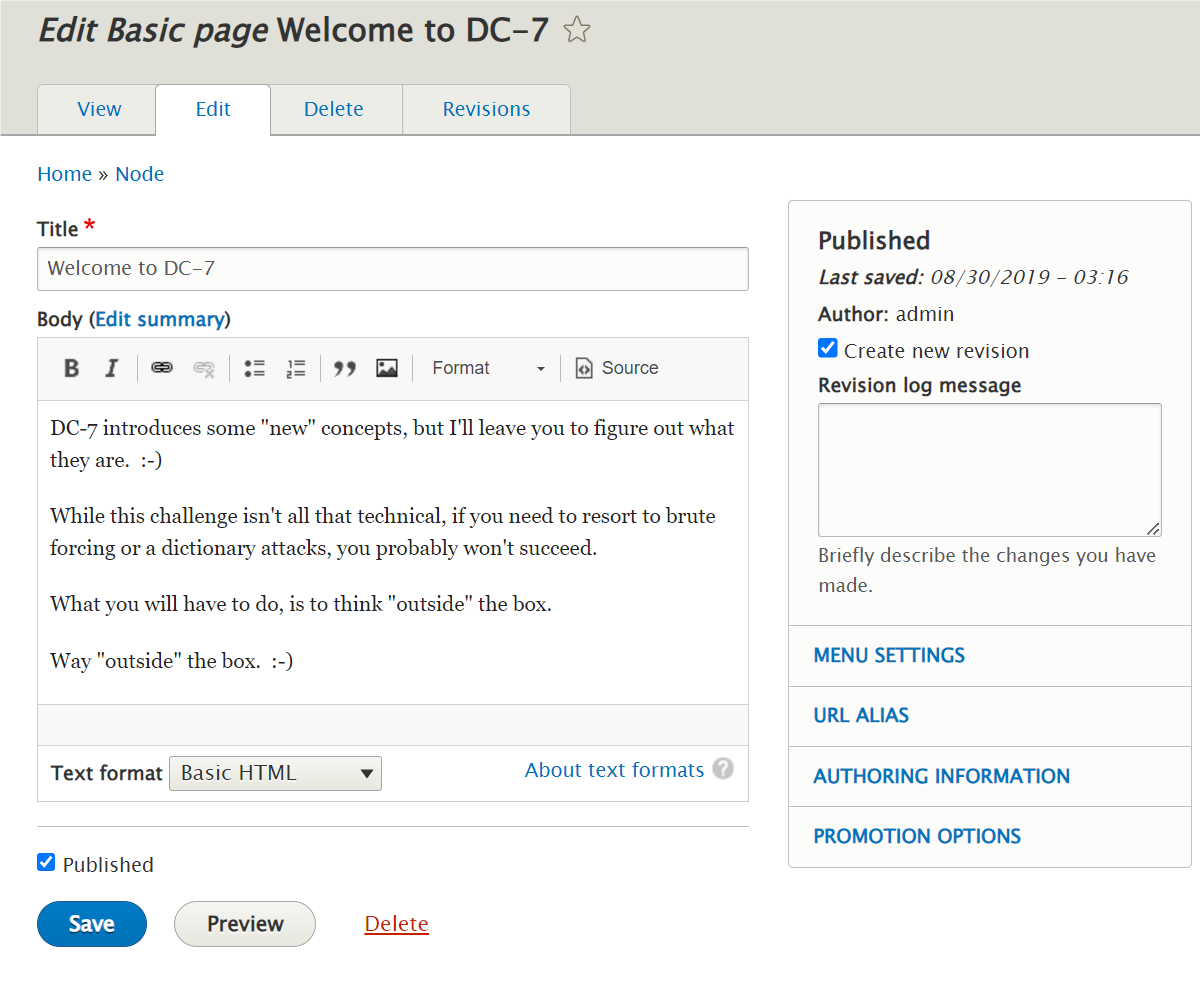 Edit Basic page Welcome to DC-7
View Edit Delete Revisions
Home » Node
Title *
Welcome to DC-7
Body (Edit summary)
B I Format Source
DC-7 introduces some "new" concepts, but I'll leave you to figure out what
they are.  :-)
While this challenge isn't all that technical, if you need to resort to brute
forcing or a dictionary attacks, you probably won't succeed.
What you will have to do, is to think "outside" the box.
Way "outside" the box.  :-)
Text format Basic HTML About text formats ?
Published
Save Preview Delete
Published
Last saved: 08/30/2019 - 03:16
Author: admin
Create new revision
Revision log message
Briefly describe the changes you have
made.
MENU SETTINGS
URL ALIAS
AUTHORING INFORMATION
PROMOTION OPTIONS